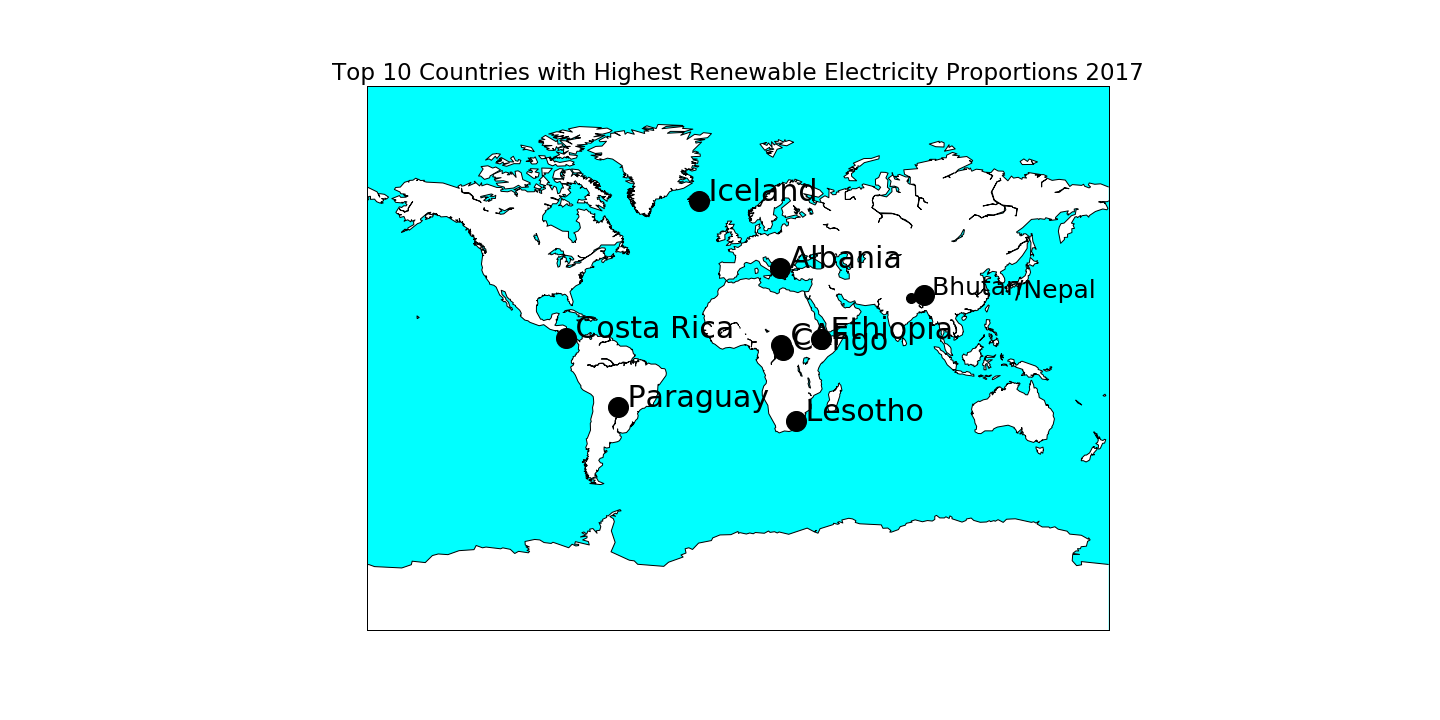 Top 10 Countries with Highest Renewable Electricity Proportions 2017
Iceland
Albania
Bhutan/Nepal
Costa Rica
Ethiopia
Congo
Paraguay
Lesotho